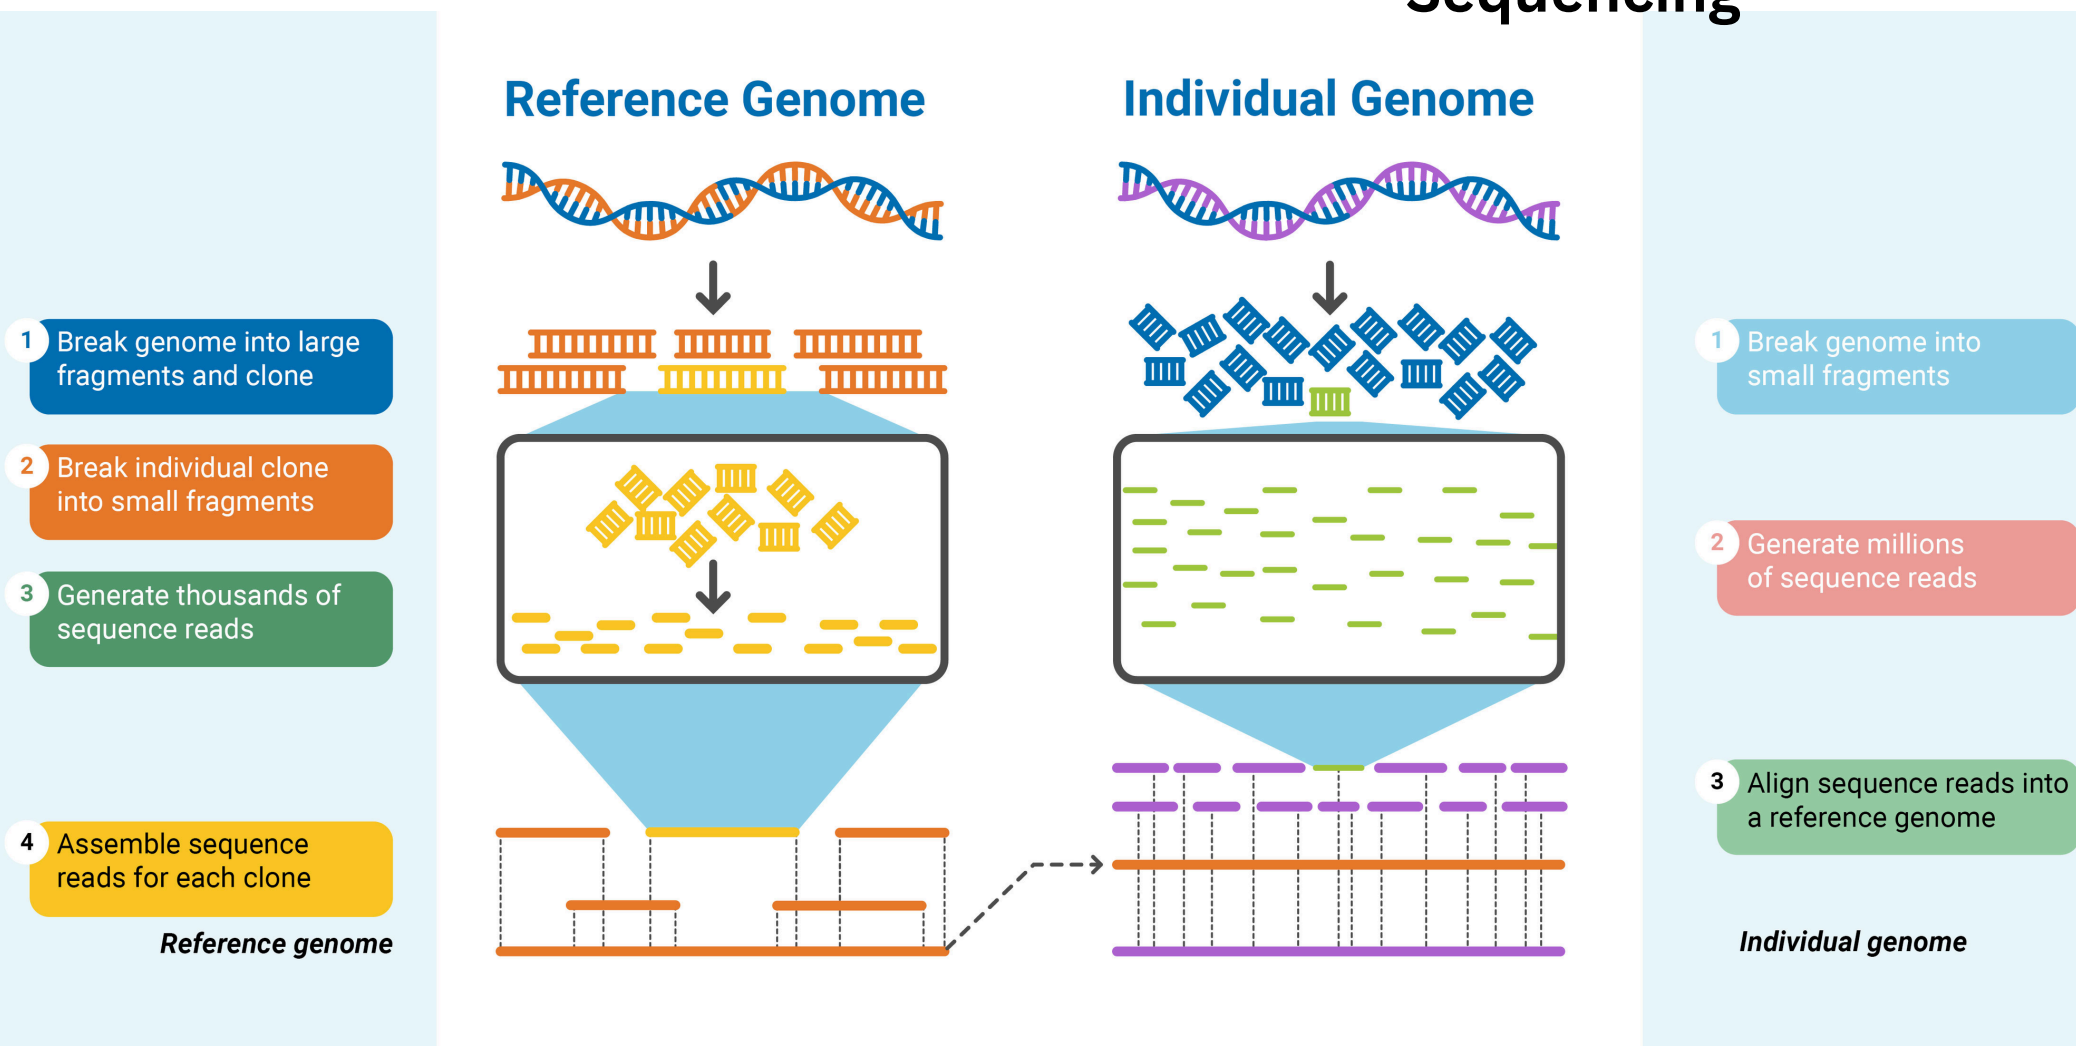 Sequencing
Reference Genome
Individual Genome
1 Break genome into large
fragments and clone
2 Break individual clone
into small fragments
3 Generate thousands of
sequence reads
4 Assemble sequence
reads for each clone
Reference genome
1 Break genome into
small fragments
2 Generate millions
of sequence reads
3 Align sequence reads into
a reference genome
Individual genome